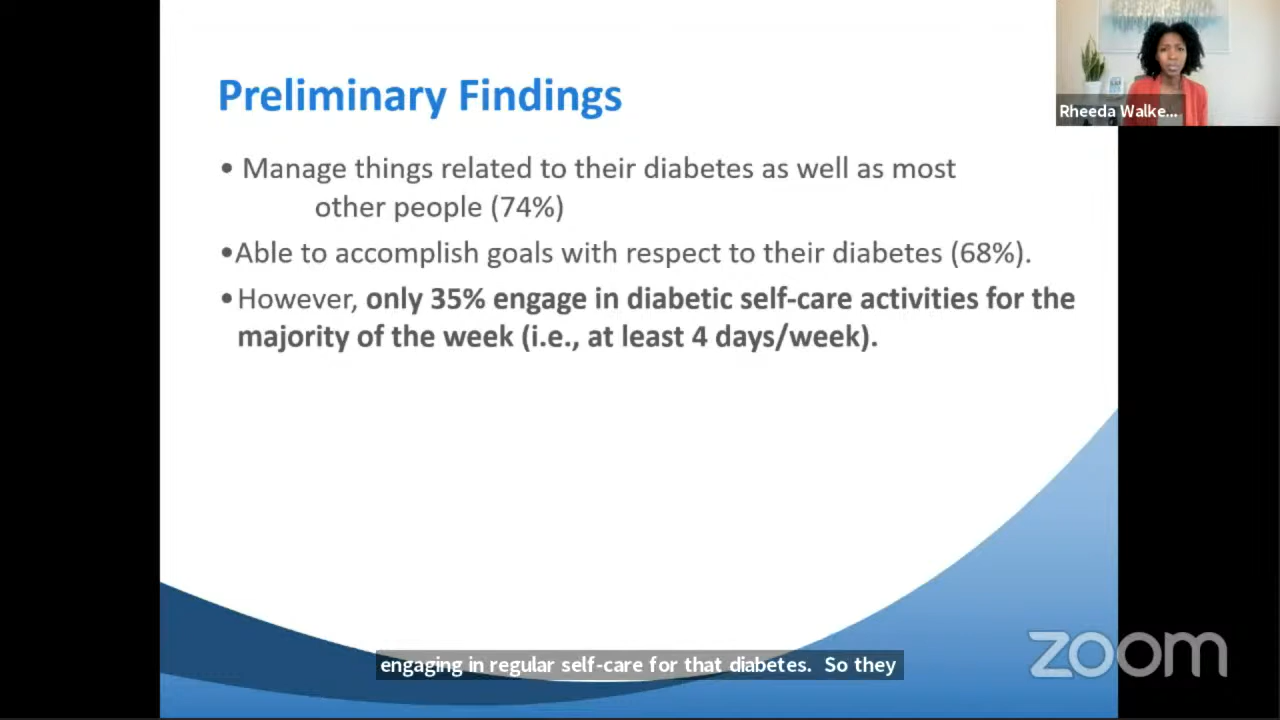 Preliminary Findings
Rheeda Walke...
• Manage things related to their diabetes as well as most
other people (74%)
•Able to accomplish goals with respect to their diabetes (68%).
•However, only 35% engage in diabetic self-care activities for the
majority of the week (i.e., at least 4 days/week).
engaging in regular self-care for that diabetes. So they
zoom